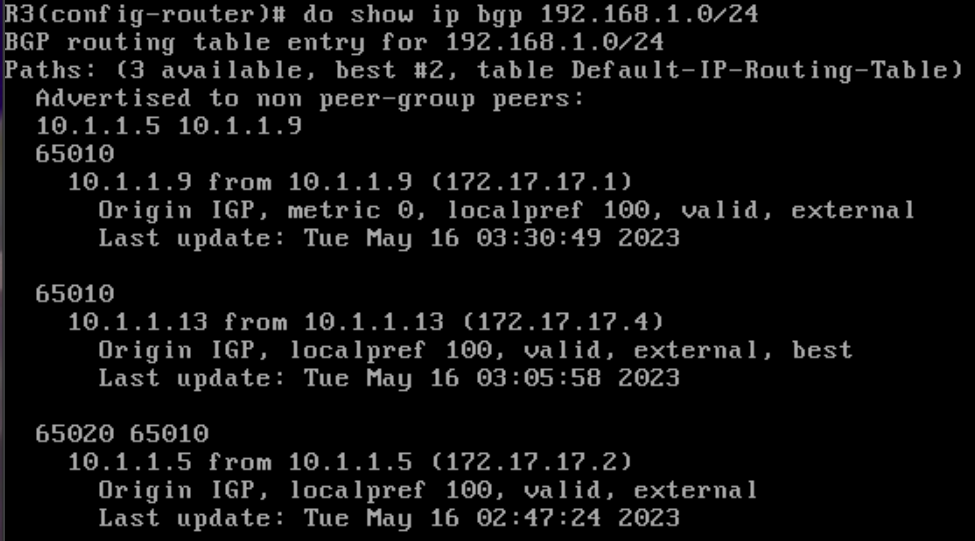 R3(config-router)# do show ip bgp 192.168.1.0/24
BGP routing table entry for 192.168.1.0/24
Paths: (3 available, best #2, table Default-IP-Routing-Table)
Advertised to non peer-group peers:
10.1.1.5 10.1.1.9
65010
10.1.1.9 from 10.1.1.9 (172.17.17.1)
Origin IGP, metric 0, localpref 100, valid, external
Last update: Tue May 16 03:30:49 2023
65010
10.1.1.13 from 10.1.1.13 (172.17.17.4)
Origin IGP, localpref 100, valid, external, best
Last update: Tue May 16 03:05:58 2023
65020 65010
10.1.1.5 from 10.1.1.5 (172.17.17.2)
Origin IGP, localpref 100, valid, external
Last update: Tue May 16 02:47:24 2023